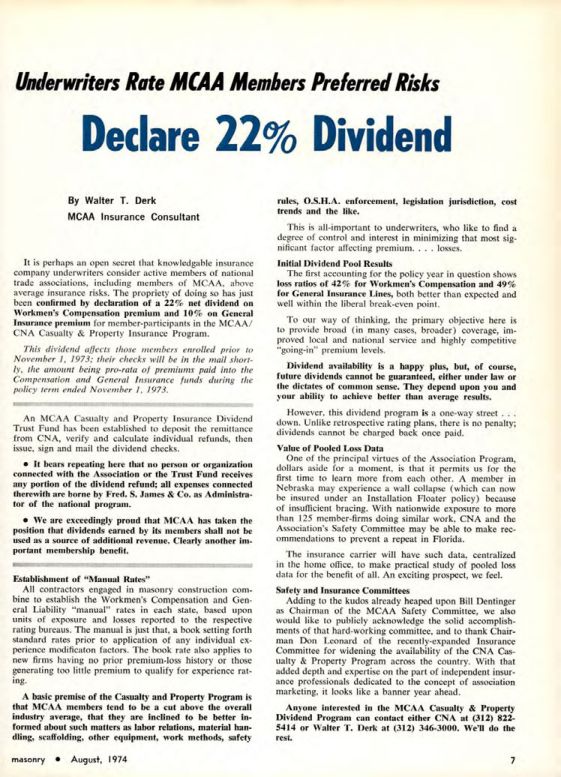 Underwriters Rate MCAA Members Preferred Risks
Declare 22% Dividend
By Walter T. Derk
MCAA Insurance Consultant
It is perhaps an open secret that knowledgable insurance
company underwriters consider active members of national
trade associations, including members of MCAA, above
average insurance risks. The propriety of doing so has just
been confirmed by declaration of a 22% net dividend on
Workmen's Compensation premium and 10% on General
Insurance premium for member-participants in the MCAA/
CNA Casualty & Property Insurance Program.
This dividend affects those members enrolled prior to
November 1, 1973; their checks will be in the mail short-
ly, the amount being pro-rata of premiums paid into the
Compensation and General Insurance funds during the
policy term ended November 1, 1973.
An MCAA Casualty and Property Insurance Dividend
Trust Fund has been established to deposit the remittance
from CNA, verify and calculate individual refunds, then
issue, sign and mail the dividend checks.
• It bears repeating here that no person or organization
connected with the Association or the Trust Fund receives
any portion of the dividend refund; all expenses connected
therewith are borne by Fred. S. James & Co. as Administra-
tor of the national program.
• We are exceedingly proud that MCAA has taken the
position that dividends earned by its members shall not be
used as a source of additional revenue. Clearly another im-
portant membership benefit.
Establishment of "Manual Rates"
All contractors engaged in masonry construction com-
bine to establish the Workmen's Compensation and Gen-
eral Liability "manual" rates in each state, based upon
units of exposure and losses reported to the respective
rating bureaus. The manual is just that, a book setting forth
standard rates prior to application of any individual ex-
perience modificaton factors. The book rate also applies to
new firms having no prior premium-loss history or those
generating too little premium to qualify for experience rat-
ing.
A basic premise of the Casualty and Property Program is
that MCAA members tend to be a cut above the overall
industry average, that they are inclined to be better in-
formed about such matters as labor relations, material han-
dling, scaffolding, other equipment, work methods, safety
rules, O.S.H.A. enforcement, legislation jurisdiction, cost
trends and the like.
This is all-important to underwriters, who like to find a
degree of control and interest in minimizing that most sig-
nificant factor affecting premium. . . . losses.
Initial Dividend Pool Results
The first accounting for the policy year in question shows
loss ratios of 42% for Workmen's Compensation and 49%
for General Insurance Lines, both better than expected and
well within the liberal break-even point.
To our way of thinking, the primary objective here is
to provide broad (in many cases, broader) coverage, im-
proved local and national service and highly competitive
"going-in" premium levels.
Dividend availability is a happy plus, but, of course,
future dividends cannot be guaranteed, either under law or
the dictates of common sense. They depend upon you and
your ability to achieve better than average results.
However, this dividend program is a one-way street . . .
down. Unlike retrospective rating plans, there is no penalty;
dividends cannot be charged back once paid.
Value of Pooled Loss Data
One of the principal virtues of the Association Program,
dollars aside for a moment, is that it permits us for the
first time to learn more from each other. A member in
Nebraska may experience a wall collapse (which can now
be insured under an Installation Floater policy) because
of insufficient bracing. With nationwide exposure to more
than 125 member-firms doing similar work, CNA and the
Association's Safety Committee may be able to make rec-
ommendations to prevent a repeat in Florida.
The insurance carrier will have such data, centralized
in the home office, to make practical study of pooled loss
data for the benefit of all. An exciting prospect, we feel.
Safety and Insurance Committees
Adding to the kudos already heaped upon Bill Dentinger
as Chairman of the MCAA Safety Committee, we also
would like to publicly acknowledge the solid accomplish-
ments of that hard-working committee, and to thank Chair-
man Don Leonard of the recently-expanded Insurance
Committee for widening the availability of the CNA Cas-
ualty & Property Program across the country. With that
added depth and expertise on the part of independent insur-
ance professionals dedicated to the concept of association
marketing, it looks like a banner year ahead.
Anyone interested in the MCAA Casualty & Property
Dividend Program can contact either CNA at (312) 822-
5414 or Walter T. Derk at (312) 346-3000. We'll do the
rest.
masonry • August, 1974
7